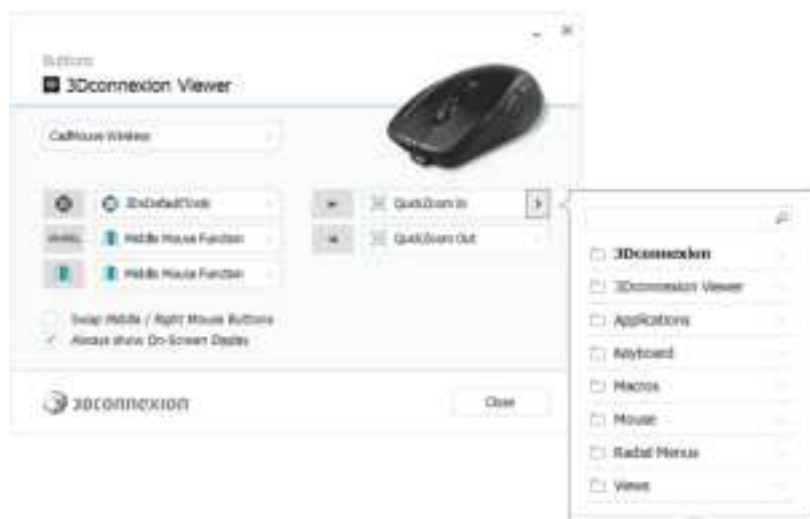 Buttons
3Dconnexion Viewer
CadMouse Wireless
3DxDefaultTools
QuickZoom In
WHEEL
Middle Mouse Function
QuickZoom Out
Middle Mouse Function
Swap Middle / Right Mouse Buttons
Always show On-Screen Display
3Dconnexion
Close
3Dconnexion
3Dconnexion Viewer
Applications
Keyboard
Macros
Mouse
Radial Menus
Views